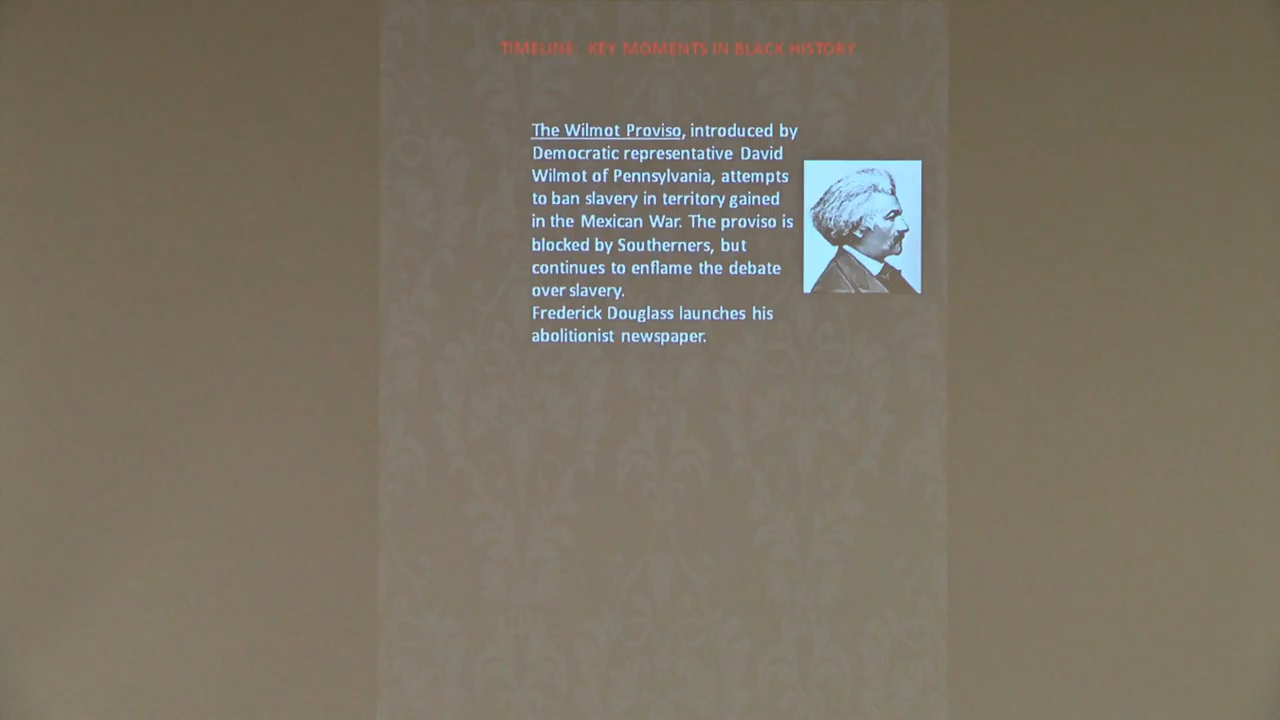 TIMELINE KEY MOMENTS IN BLACK HISTORY
The Wilmot Proviso, introduced by
Democratic representative David
Wilmot of Pennsylvania, attempts
to ban slavery in territory gained
in the Mexican War. The proviso is
blocked by Southerners, but
continues to enflame the debate
over slavery.
Frederick Douglass launches his
abolitionist newspaper.